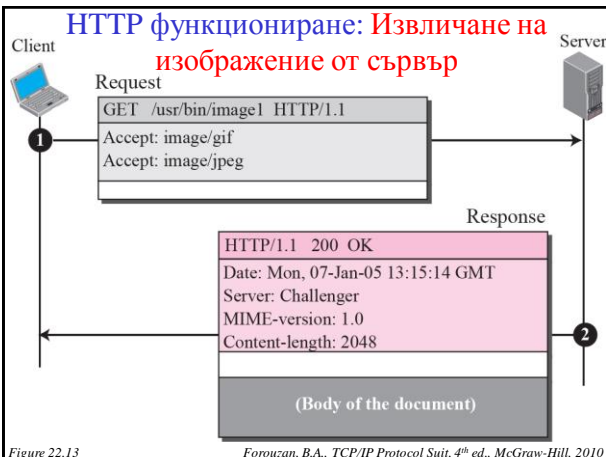 HTTP функциониране: Извличане на
изображение от сървър
Client
Server
Request
GET /usr/bin/image1 HTTP/1.1
1
Accept: image/gif
Accept: image/jpeg
Response
HTTP/1.1 200 OK
Date: Mon, 07-Jan-05 13:15:14 GMT
Server: Challenger
MIME-version: 1.0
Content-length: 2048
2
(Body of the document)
Figure 22.13
Forouzan, B.A., TCP/IP Protocol Suit, 4th ed., McGraw-Hill, 2010